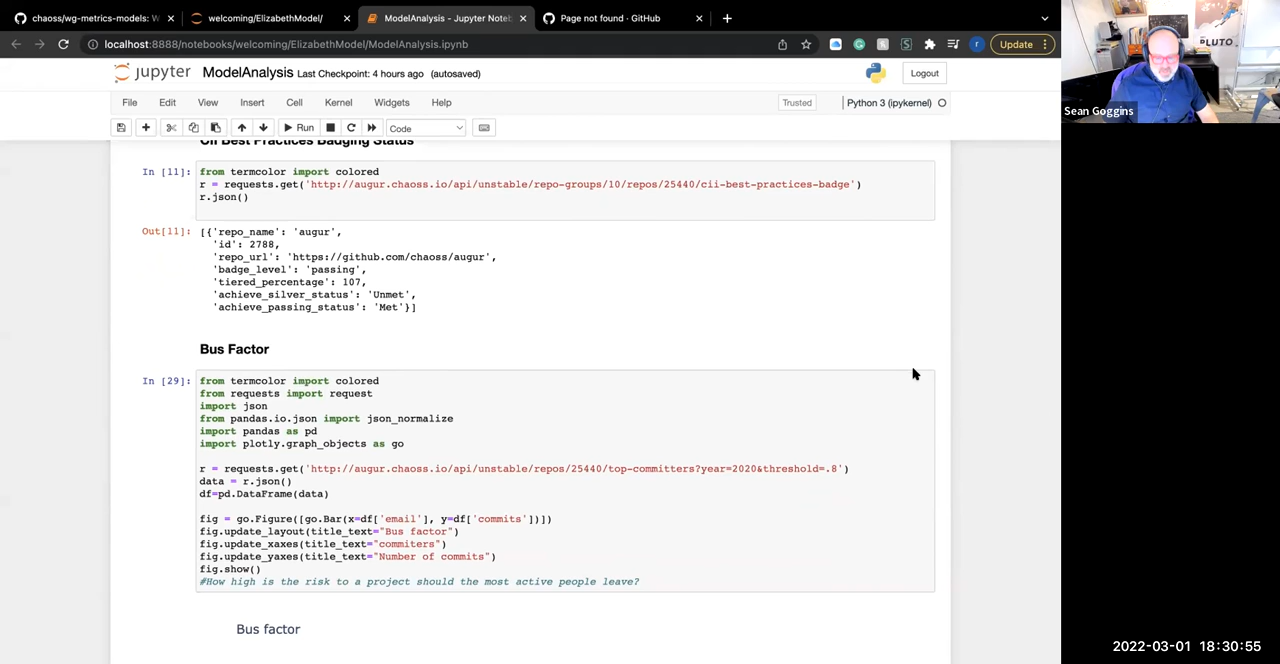 chaoss/wg-metrics-models: W
welcoming/ElizabethModel/
ModelAnalysis - Jupyter Noteb
Page not found · GitHub
localhost:8888/notebooks/welcoming/ElizabethModel/ModelAnalysis.ipynb
Update
PLUTO
jupyter ModelAnalysis Last Checkpoint: 4 hours ago (autosaved)
Logout
File Edit View Insert Cell Kernel Widgets Help
Trusted
Python 3 (ipykernel)
Run
Code
Sean Goggins
CII Best Practices Badging Status
In [11]:
from termcolor import colored
r = requests.get('http://augur.chaoss.io/api/unstable/repo-groups/10/repos/25440/cii-best-practices-badge')
r.json()
Out[11]:
[{'repo_name': 'augur',
'id': 2788,
'repo_url': 'https://github.com/chaoss/augur',
'badge_level': 'passing',
'tiered_percentage': 107,
'achieve_silver_status': 'Unmet',
'achieve_passing_status': 'Met'}]
Bus Factor
In [29]:
from termcolor import colored
from requests import request
import json
from pandas.io.json import json_normalize
import pandas as pd
import plotly.graph_objects as go
r = requests.get('http://augur.chaoss.io/api/unstable/repos/25440/top-committers?year=2020&threshold=.8')
data = r.json()
df=pd.DataFrame(data)
fig = go.Figure([go.Bar(x=df['email'], y=df['commits'])])
fig.update_layout(title_text="Bus factor")
fig.update_xaxes(title_text="commiters")
fig.update_yaxes(title_text="Number of commits")
fig.show()
#How high is the risk to a project should the most active people leave?
Bus factor
2022-03-01 18:30:55